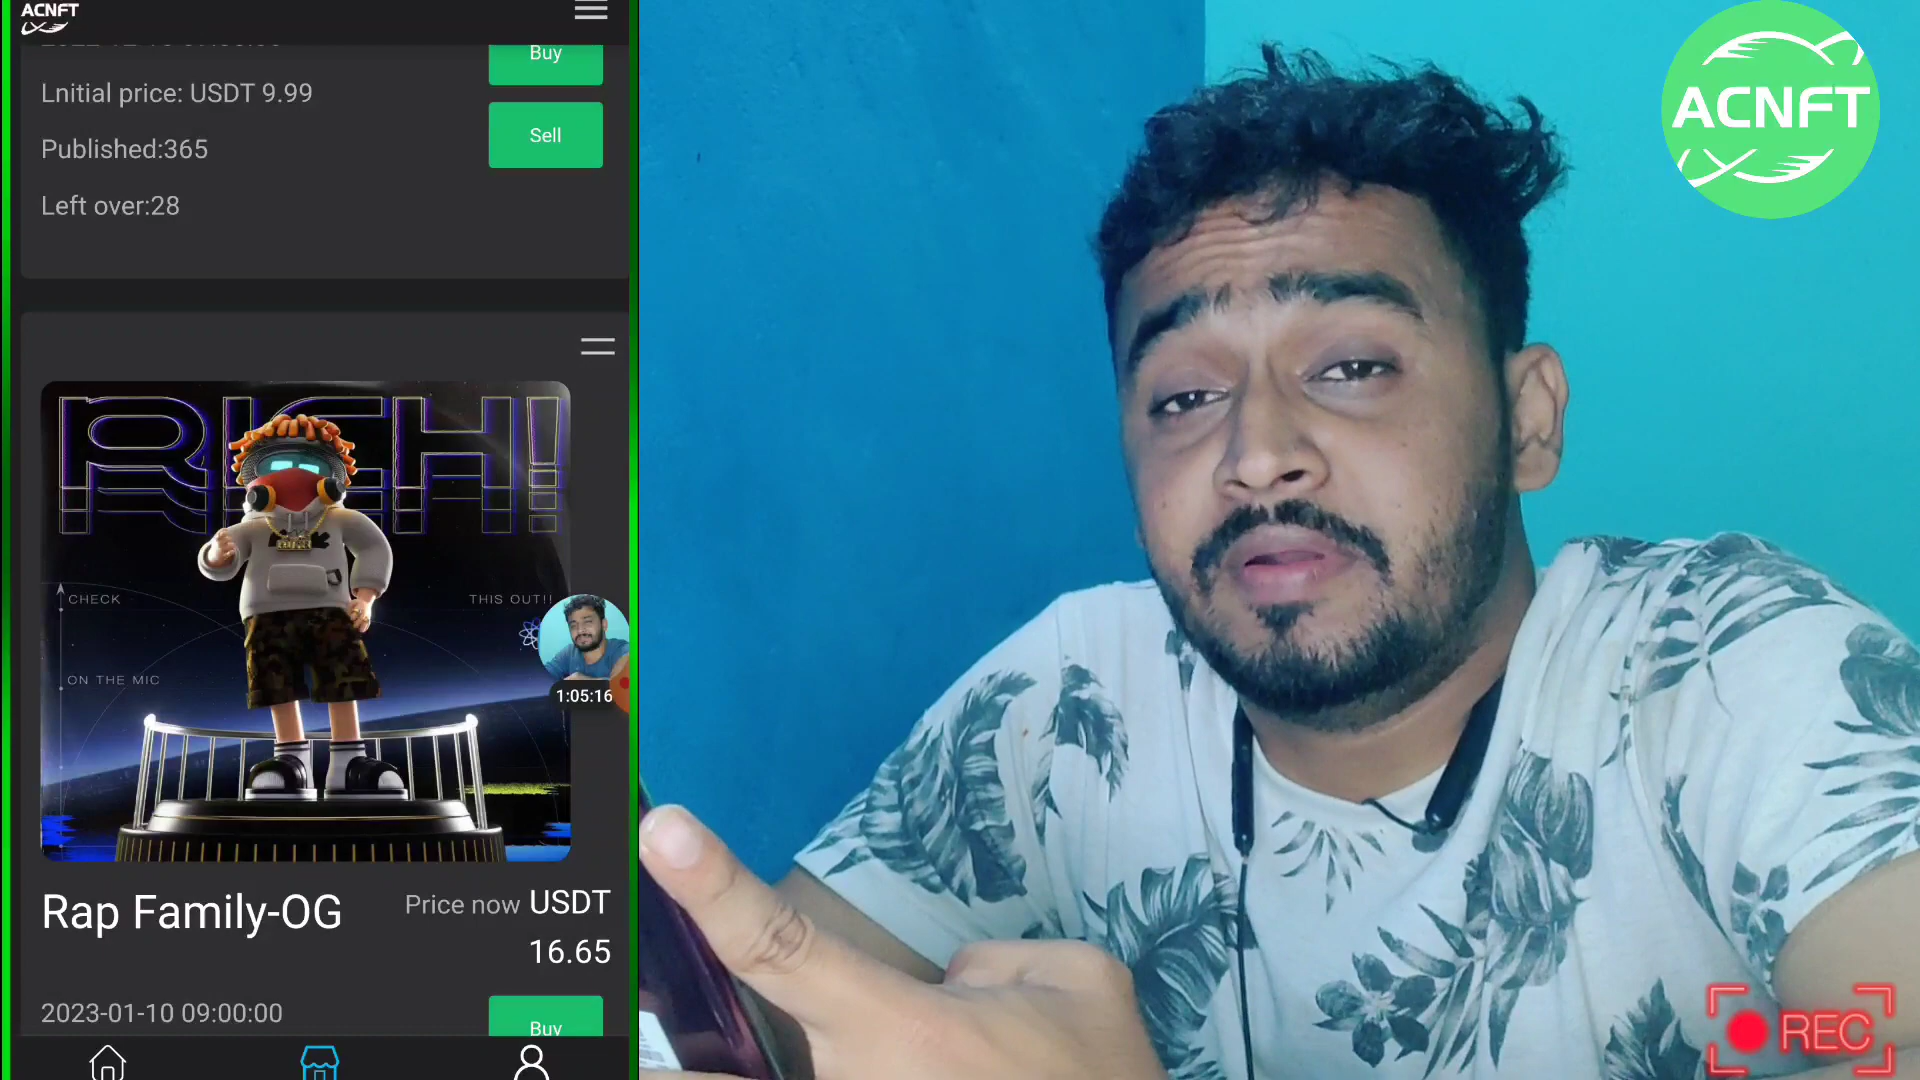 ACNFT
Buy
Lnitial price: USDT 9.99
Sell
Published:365
Left over:28
RICH!
CHECK
THIS OUT!!
ON THE MIC
1:05:16
Rap Family-OG
Price now USDT
16.65
2023-01-10 09:00:00
Buy
ACNFT
REC